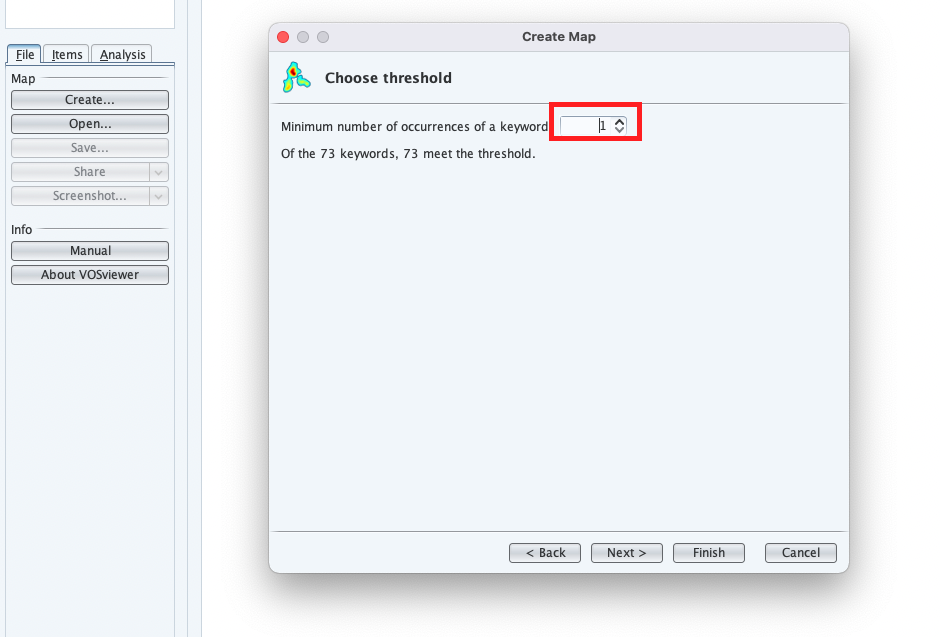 File Items Analysis
Map
Create...
Open...
Save...
Share
Screenshot...
Info
Manual
About VOSviewer
Create Map
Choose threshold
Minimum number of occurrences of a keyword 1
Of the 73 keywords, 73 meet the threshold.
< Back Next > Finish Cancel